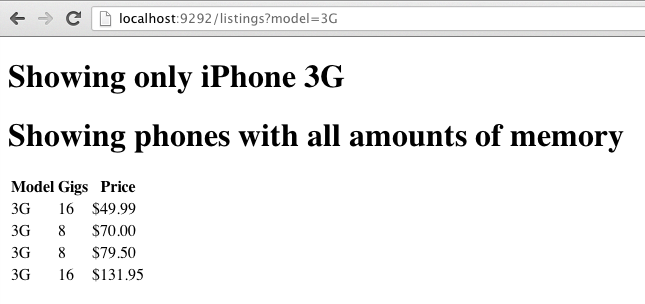 localhost:9292/listings?model=3G
Showing only iPhone 3G
Showing phones with all amounts of memory
Model Gigs Price
3G 16 $49.99
3G 8 $70.00
3G 8 $79.50
3G 16 $131.95